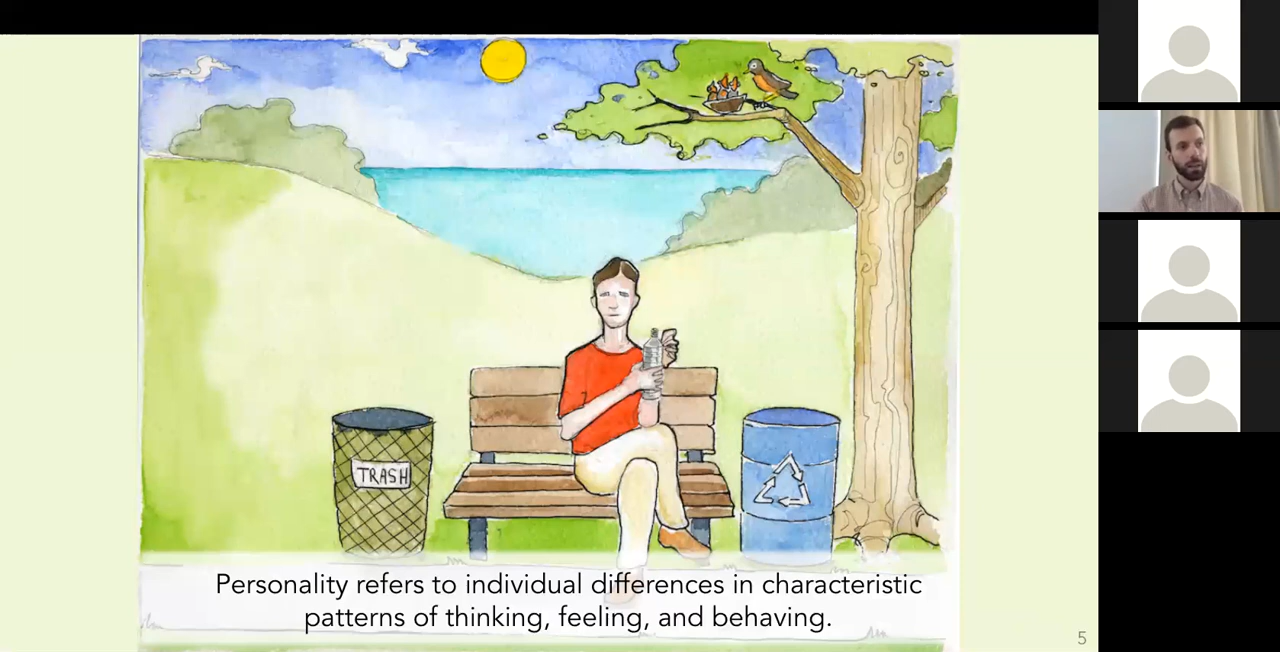 TRASH
Personality refers to individual differences in characteristic
patterns of thinking, feeling, and behaving.
5